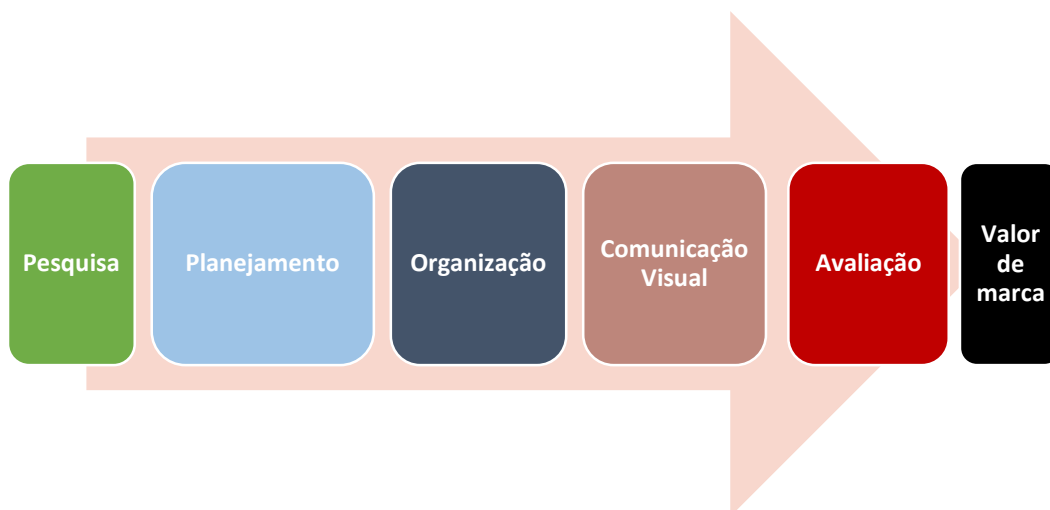 Pesquisa
Planejamento
Organização
Comunicação
Visual
Avaliação
Valor
de
marca